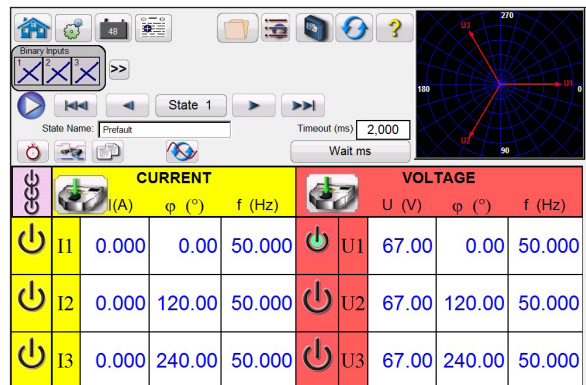 48
?
270
U3
180
U1
0
U2
90
Binary Inputs
1 2 3 >>
State 1
State Name: Prefault
Timeout (ms) 2,000
Wait ms
CURRENT VOLTAGE
I(A) φ (°) f (Hz) U (V) φ (°) f (Hz)
I1 0.000 0.00 50.000 U1 67.00 0.00 50.000
I2 0.000 120.00 50.000 U2 67.00 120.00 50.000
I3 0.000 240.00 50.000 U3 67.00 240.00 50.000